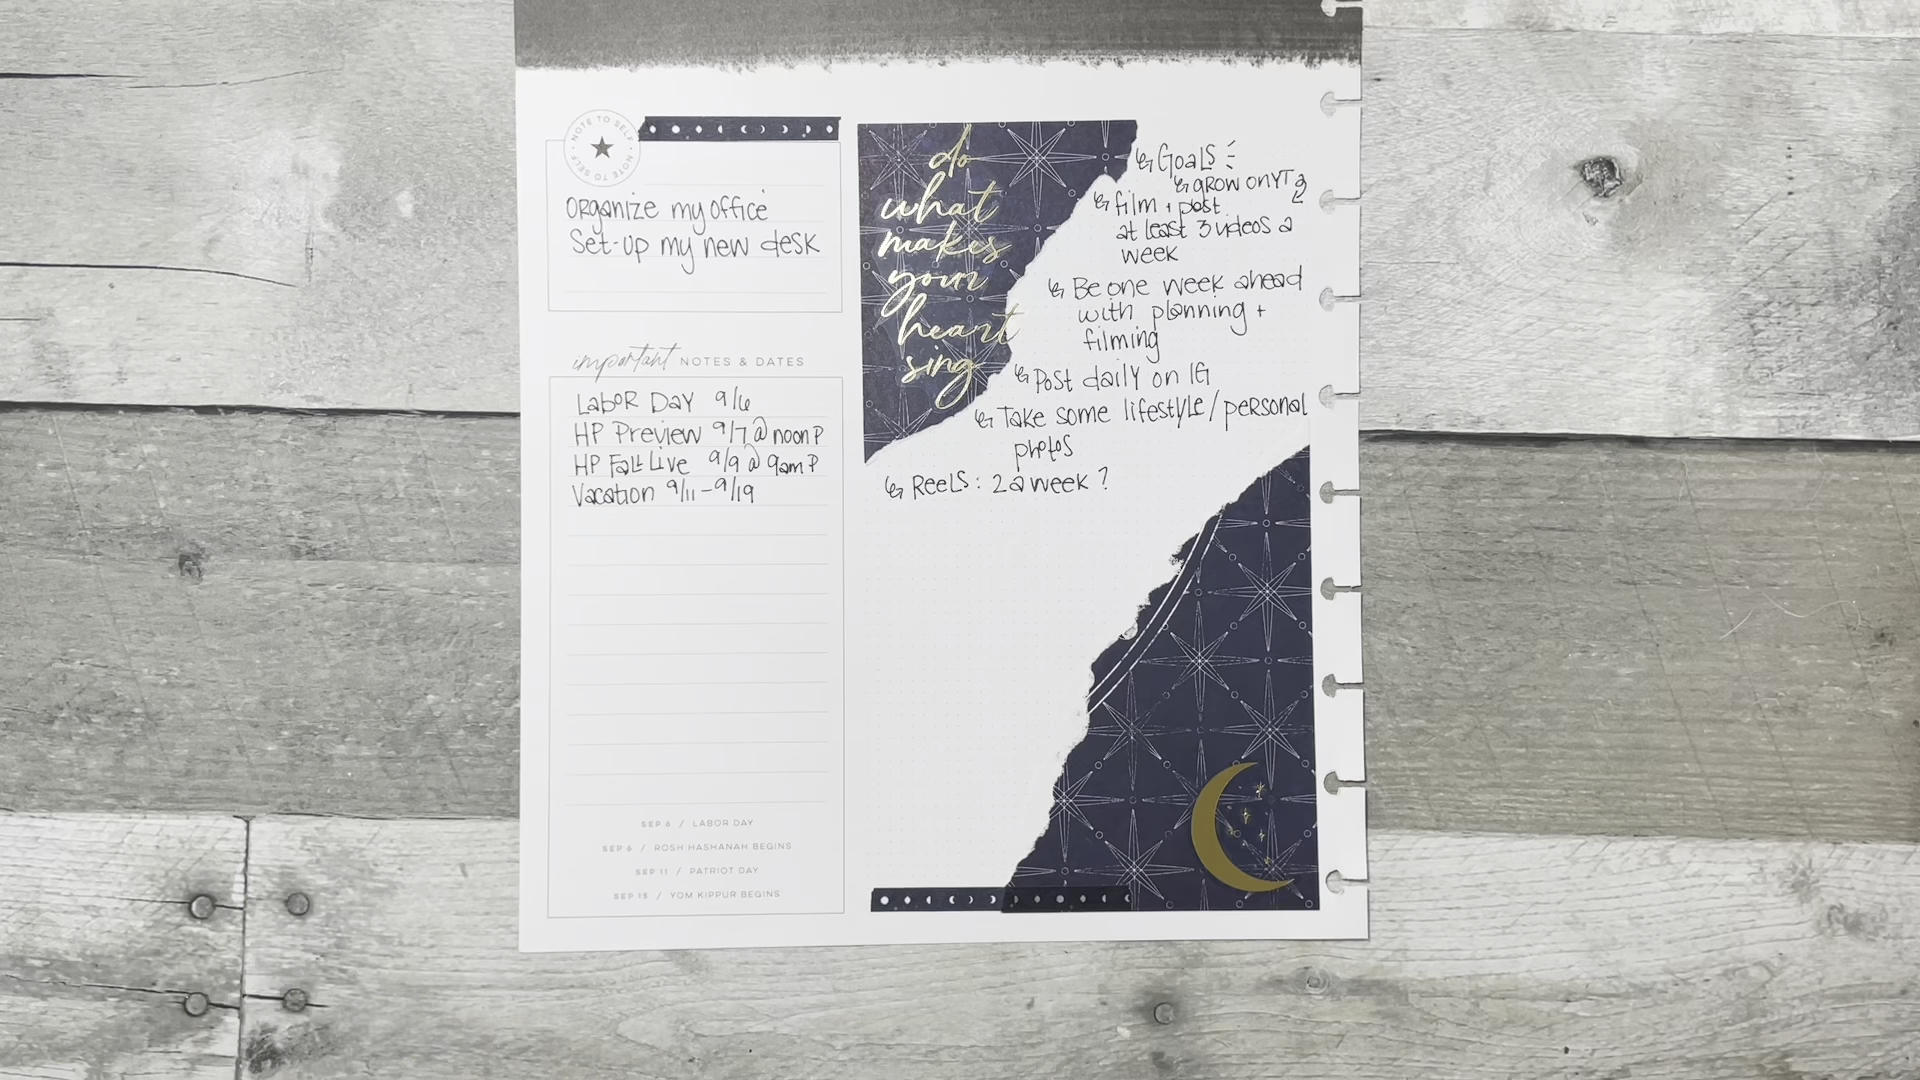 NOTE TO SELF • NOTE TO SELF •
Organize my office
Set-up my new desk
important NOTES & DATES
Labor Day 9/6
HP Preview 9/7 @ noon P
HP Fall Live 9/9 @ 9am P
Vacation 9/11-9/19
SEP 6 / LABOR DAY
SEP 6 / ROSH HASHANAH BEGINS
SEP 11 / PATRIOT DAY
SEP 15 / YOM KIPPUR BEGINS
do
what
makes
your
heart
sing
Goals
grow on YT
film + post
at least 3 videos a
week
Be one week ahead
with planning +
filming
Post daily on IG
Take some lifestyle/personal
photos
Reels: 2 a week?